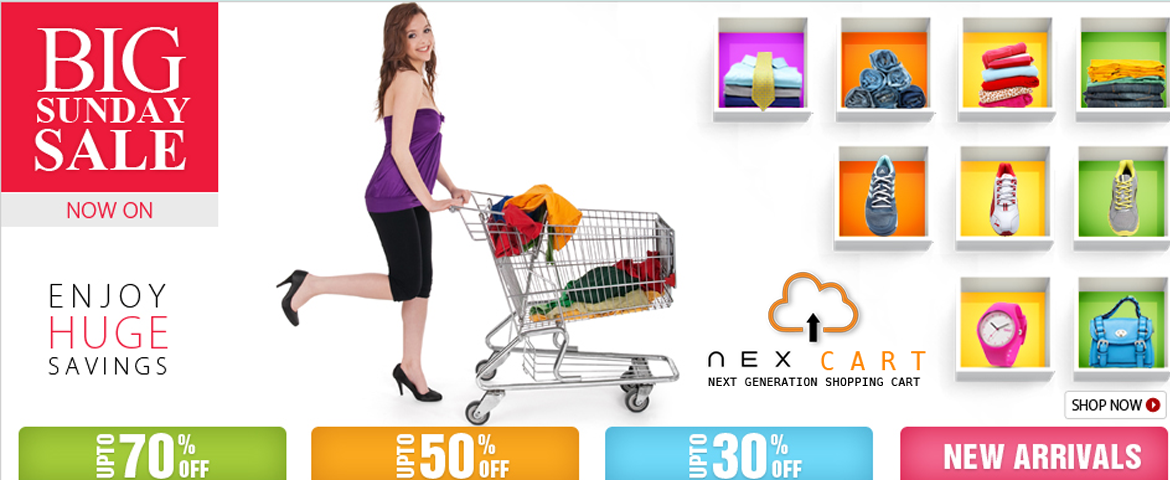 BIG
SUNDAY
SALE
NOW ON
ENJOY
HUGE
SAVINGS
nEX CART
NEXT GENERATION SHOPPING CART
SHOP NOW
UPTO 70% OFF
UPTO 50% OFF
UPTO 30% OFF
NEW ARRIVALS